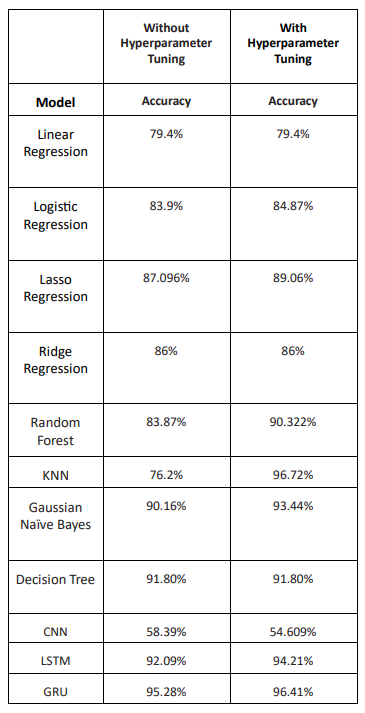 Without
Hyperparameter
Tuning
With
Hyperparameter
Tuning
Model
Accuracy
Accuracy
Linear
Regression
79.4%
79.4%
Logistic
Regression
83.9%
84.87%
Lasso
Regression
87.096%
89.06%
Ridge
Regression
86%
86%
Random
Forest
83.87%
90.322%
KNN
76.2%
96.72%
Gaussian
Naïve Bayes
90.16%
93.44%
Decision Tree
91.80%
91.80%
CNN
58.39%
54.609%
LSTM
92.09%
94.21%
GRU
95.28%
96.41%